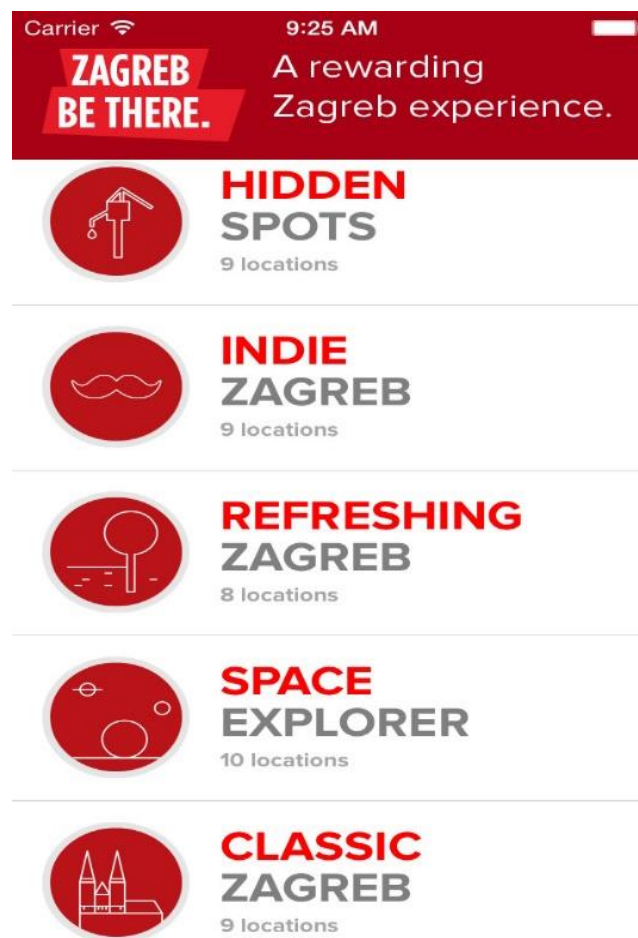 Carrier 9:25 AM
ZAGREB
BE THERE.
A rewarding
Zagreb experience.
HIDDEN
SPOTS
9 locations
INDIE
ZAGREB
9 locations
REFRESHING
ZAGREB
8 locations
SPACE
EXPLORER
10 locations
CLASSIC
ZAGREB
9 locations